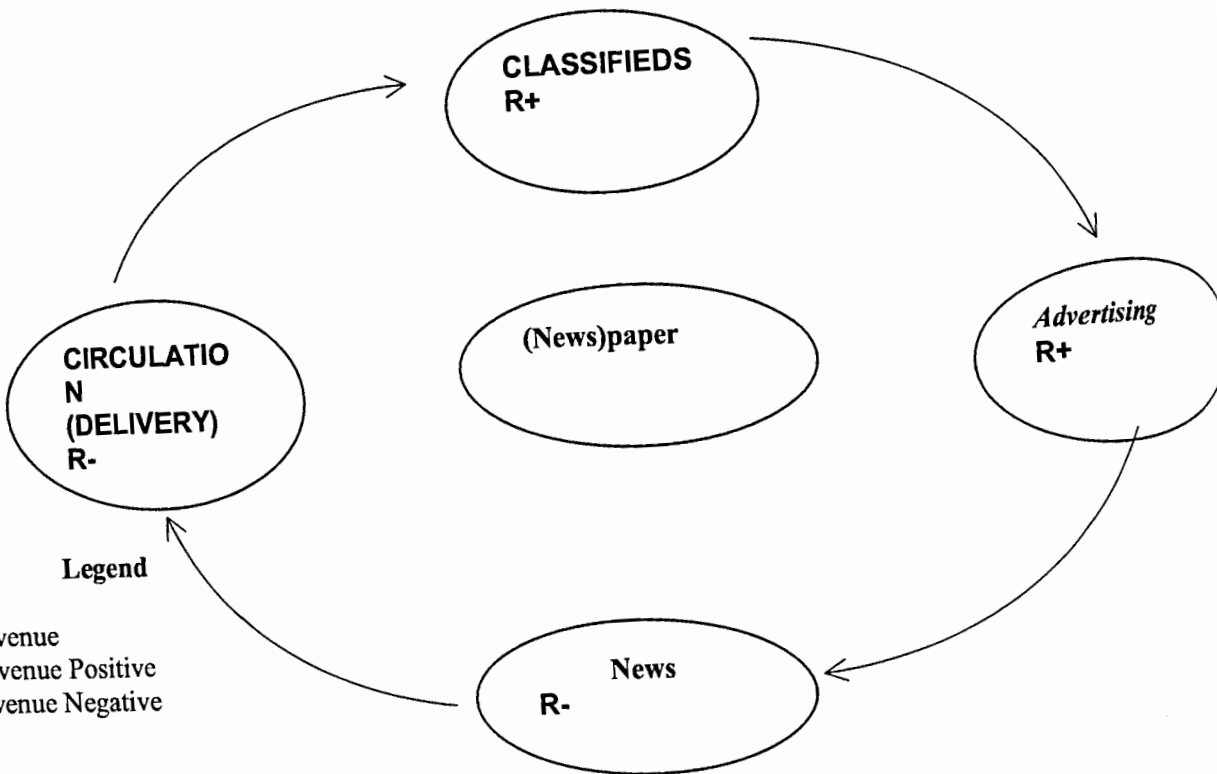 CLASSIFIEDS
R+
Advertising
R+
(News)paper
CIRCULATIO
N
(DELIVERY)
R-
News
R-
Legend
venue
venue Positive
venue Negative